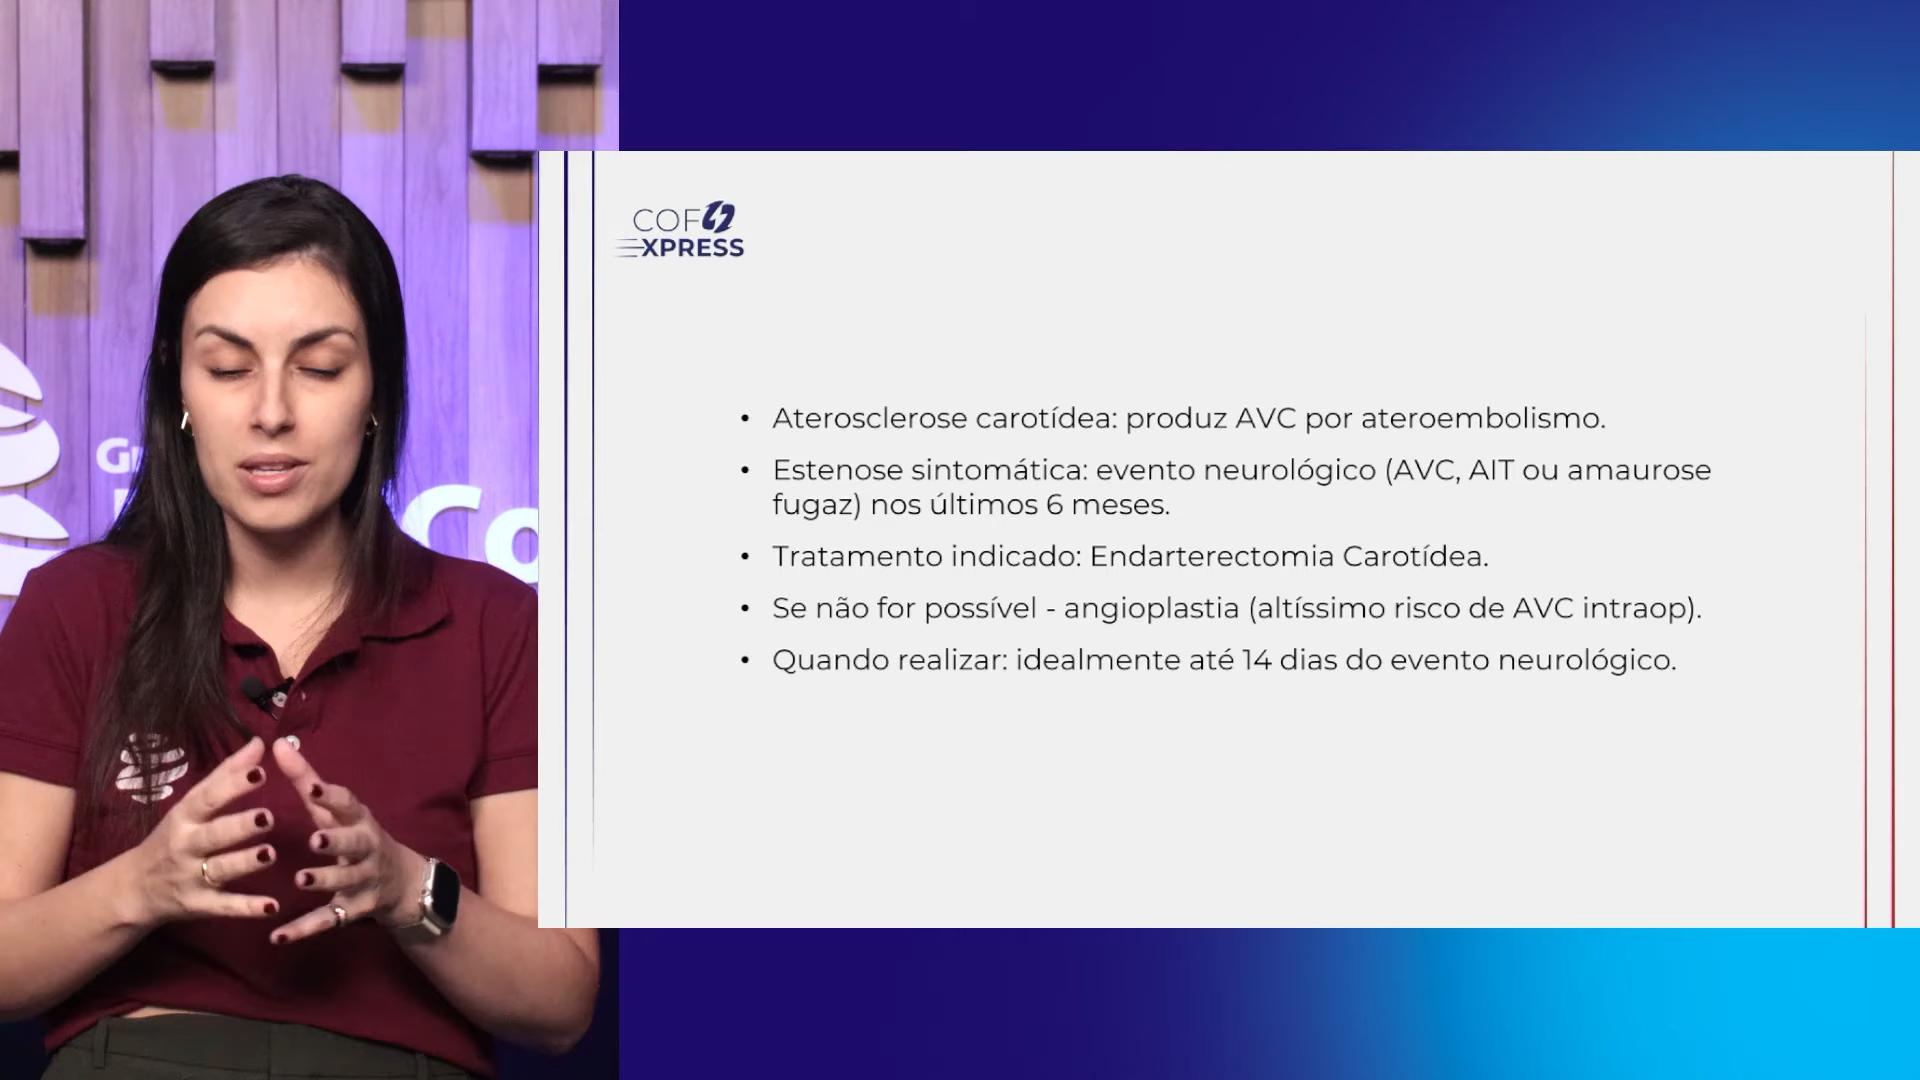 COF
XPRESS
Gr
Co
• Aterosclerose carotídea: produz AVC por ateroembolismo.
• Estenose sintomática: evento neurológico (AVC, AIT ou amaurose
fugaz) nos últimos 6 meses.
• Tratamento indicado: Endarterectomia Carotídea.
• Se não for possível - angioplastia (altíssimo risco de AVC intraop).
• Quando realizar: idealmente até 14 dias do evento neurológico.